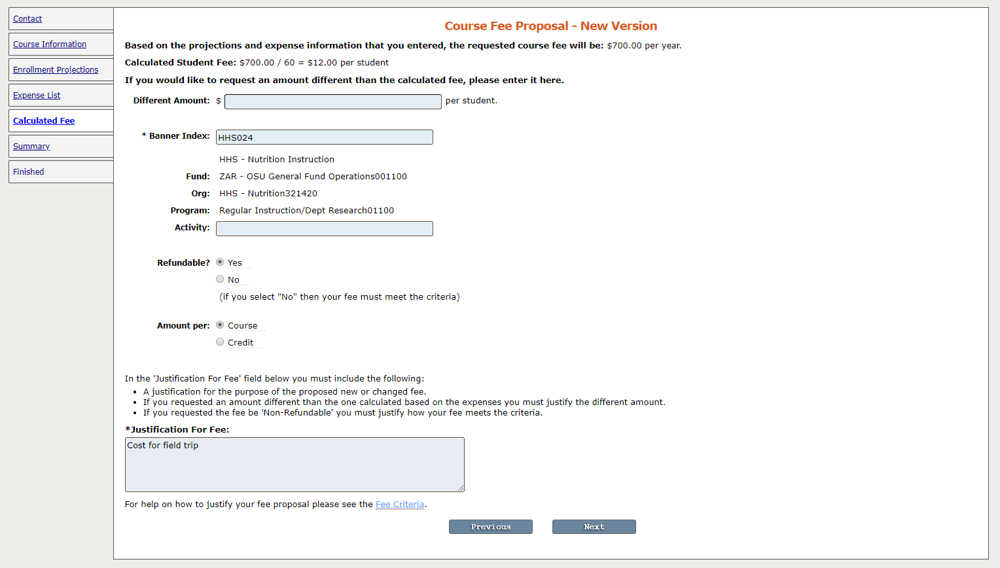 Contact
Course Information
Enrollment Projections
Expense List
Calculated Fee
Summary
Finished
Course Fee Proposal - New Version
Based on the projections and expense information that you entered, the requested course fee will be: $700.00 per year.
Calculated Student Fee: $700.00 / 60 = $12.00 per student
If you would like to request an amount different than the calculated fee, please enter it here.
Different Amount: $ per student.
* Banner Index: HHS024
HHS - Nutrition Instruction
Fund: ZAR - OSU General Fund Operations001100
Org: HHS - Nutrition321420
Program: Regular Instruction/Dept Research01100
Activity:
Refundable? Yes
No
(if you select "No" then your fee must meet the criteria)
Amount per: Course
Credit
In the 'Justification For Fee' field below you must include the following:
• A justification for the purpose of the proposed new or changed fee.
• If you requested an amount different than the one calculated based on the expenses you must justify the different amount.
• If you requested the fee be 'Non-Refundable' you must justify how your fee meets the criteria.
*Justification For Fee:
Cost for field trip
For help on how to justify your fee proposal please see the Fee Criteria.
Previous Next